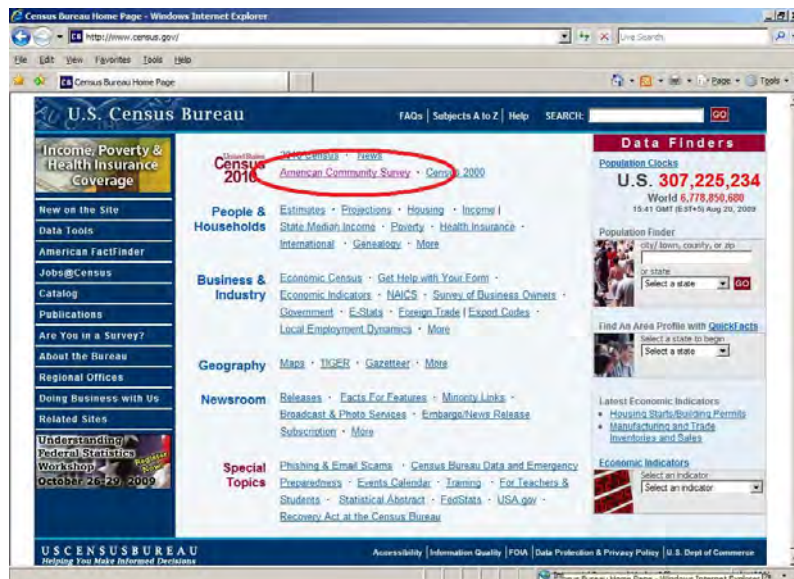 Census Bureau Home Page - Windows Internet Explorer
http://www.census.gov/
Live Search
File Edit View Favorites Tools Help
Census Bureau Home Page
Page Tools
U.S. Census Bureau
FAQs | Subjects A to Z | Help SEARCH: GO
Income, Poverty & Health Insurance Coverage
New on the Site
Data Tools
American FactFinder
Jobs@Census
Catalog
Publications
Are You in a Survey?
About the Bureau
Regional Offices
Doing Business with Us
Related Sites
Understanding
Federal Statistics
Workshop
Register Now!
October 26-29, 2009
United States
Census
2010
2010 Census · News
American Community Survey · Census 2000
People &
Households
Estimates · Projections · Housing · Income |
State Median Income · Poverty · Health Insurance ·
International · Genealogy · More
Business &
Industry
Economic Census · Get Help with Your Form ·
Economic Indicators · NAICS · Survey of Business Owners ·
Government · E-Stats · Foreign Trade | Export Codes ·
Local Employment Dynamics · More
Geography
Maps · TIGER · Gazetteer · More
Newsroom
Releases · Facts For Features · Minority Links ·
Broadcast & Photo Services · Embargo/News Release
Subscription · More
Special
Topics
Phishing & Email Scams · Census Bureau Data and Emergency
Preparedness · Events Calendar · Training · For Teachers &
Students · Statistical Abstract · FedStats · USA.gov ·
Recovery Act at the Census Bureau
Data Finders
Population Clocks
U.S. 307,225,234
World 6,778,850,680
15:41 GMT (EST+5) Aug 20, 2009
Population Finder
city/ town, county, or zip
or state
Select a state GO
Find An Area Profile with QuickFacts
Select a state to begin
Select a state
Latest Economic Indicators
Housing Starts/Building Permits
Manufacturing and Trade
Inventories and Sales
Economic Indicators
Select an indicator
Select an indicator
USCENSUSBUREAU
Helping You Make Informed Decisions
Accessibility | Information Quality | FOIA | Data Protection & Privacy Policy | U.S. Dept of Commerce
Census Bureau Home Page - Windows Internet Explorer